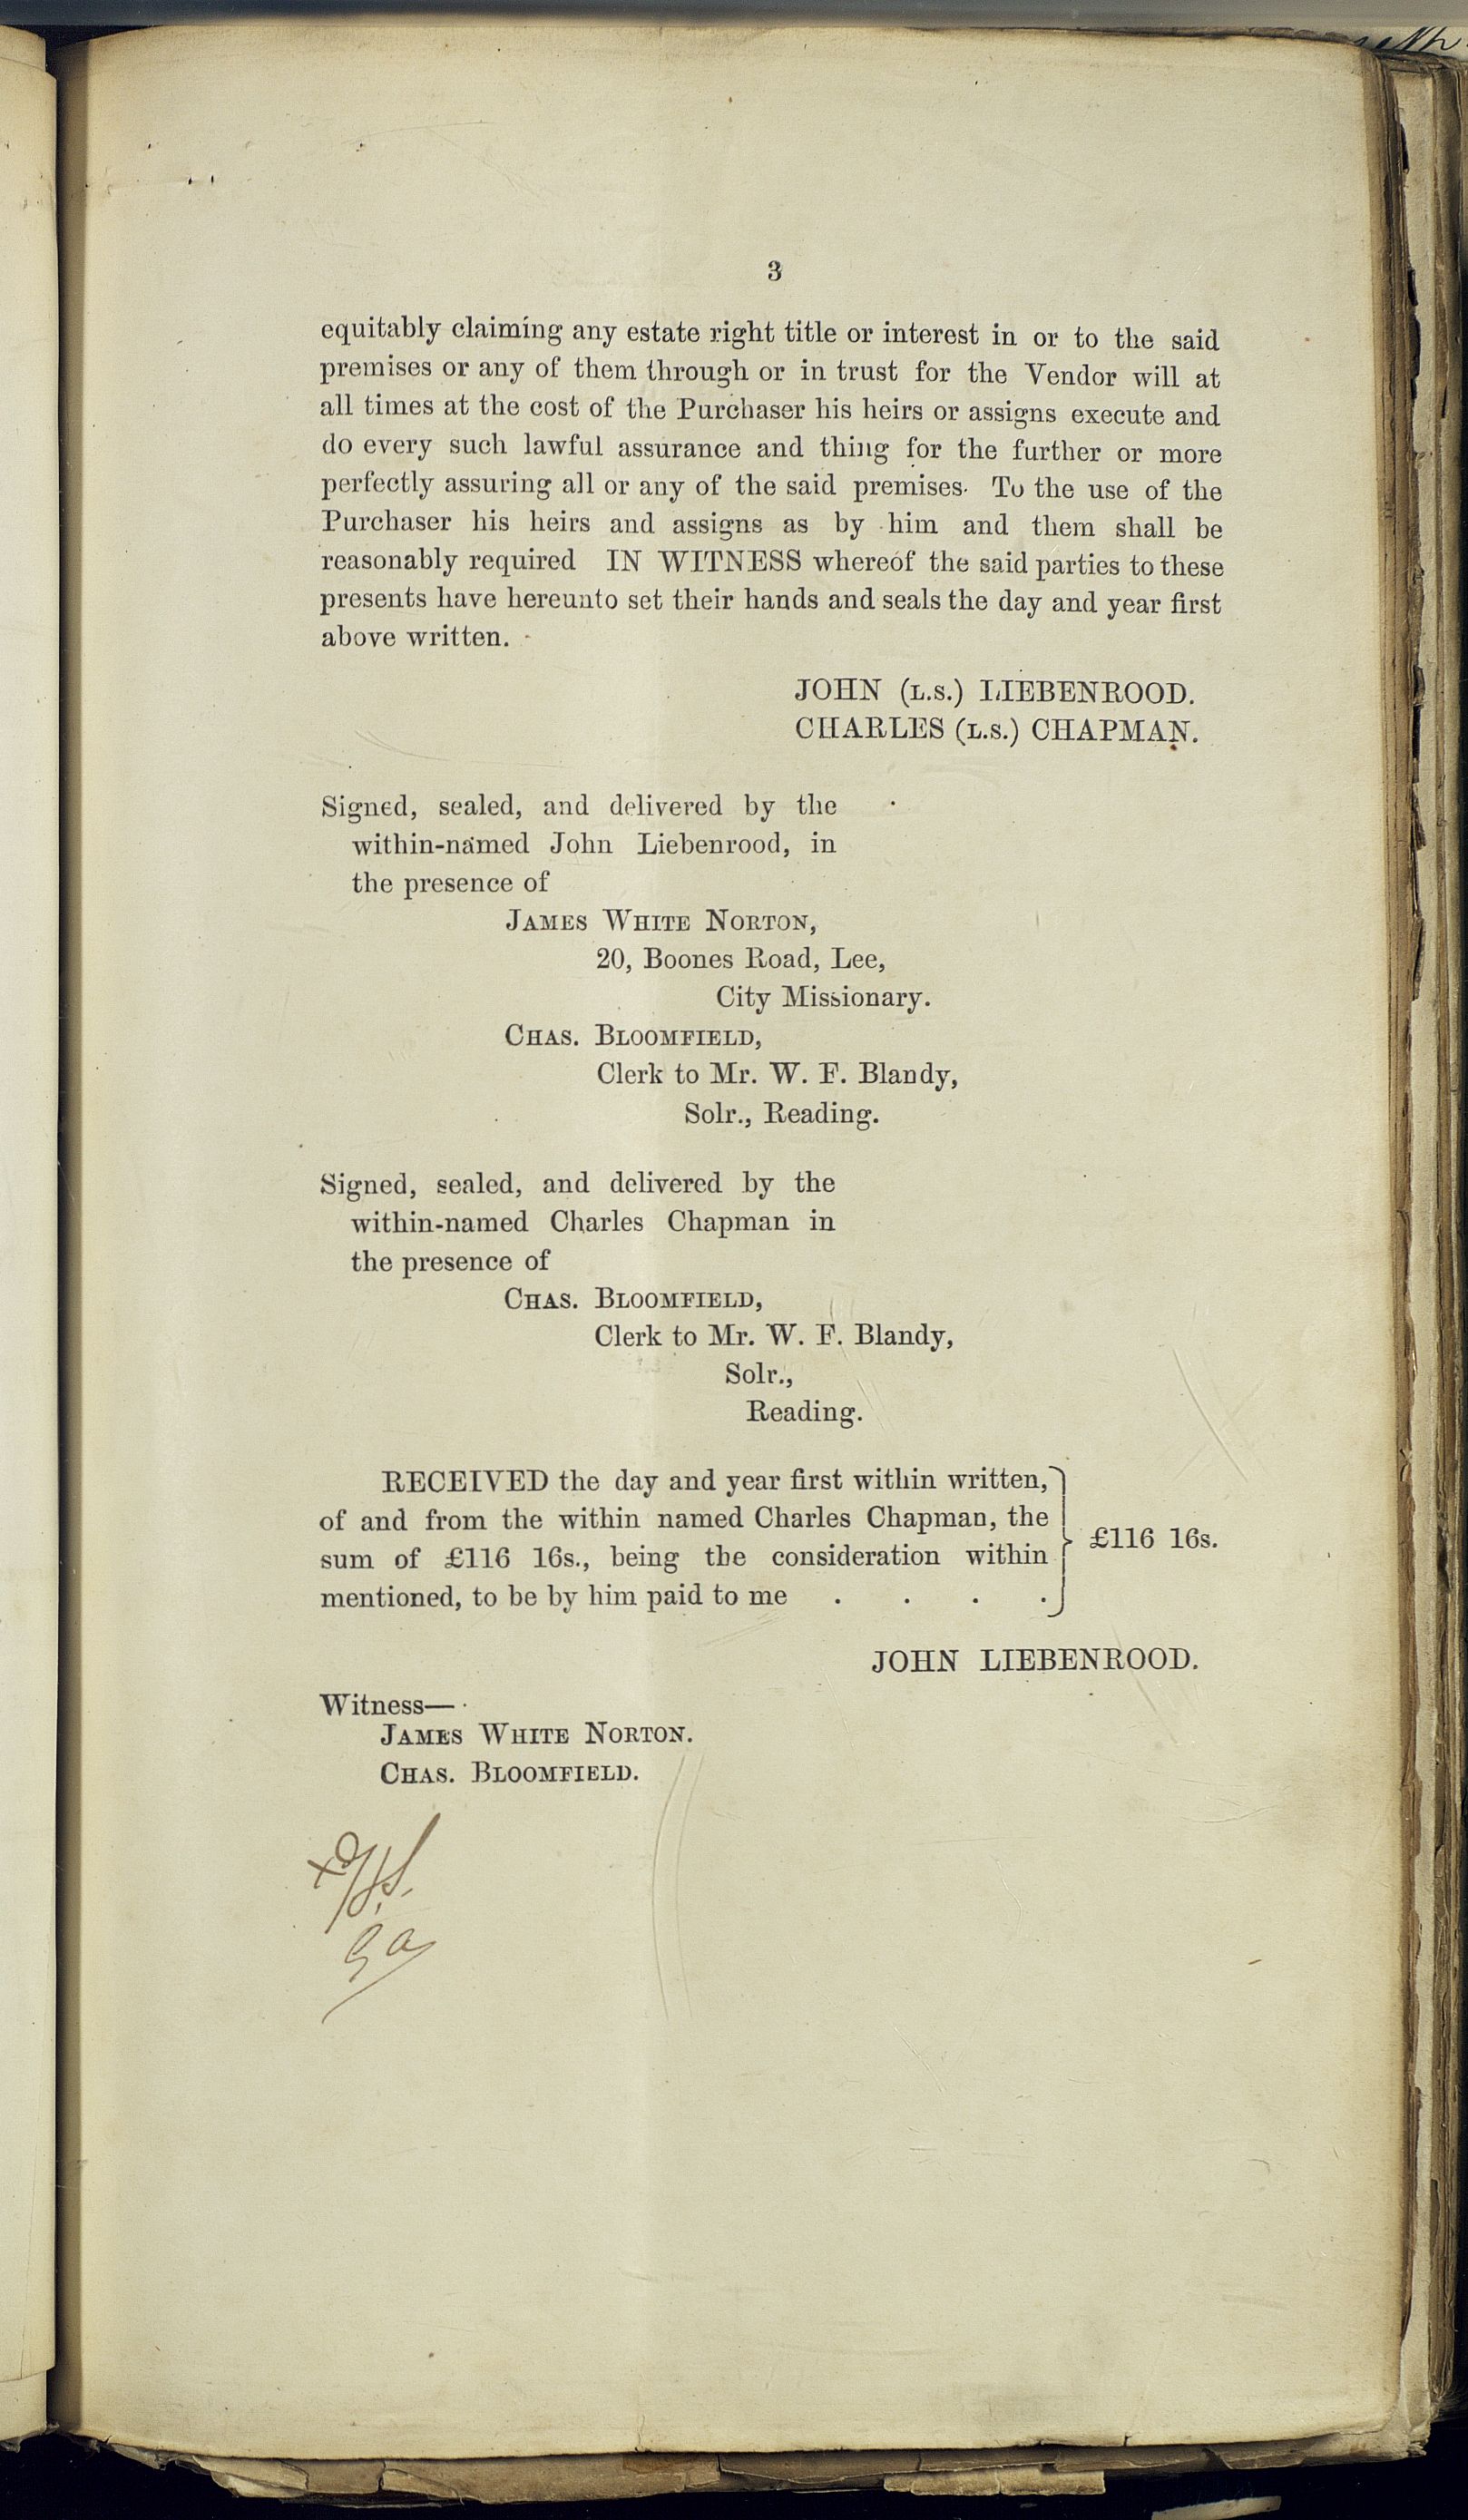 3
equitably claiming any estate right title or interest in or to the said
premises or any of them through or in trust for the Vendor will at
all times at the cost of the Purchaser his heirs or assigns execute and
do every such lawful assurance and thing for the further or more
perfectly assuring all or any of the said premises. To the use of the
Purchaser his heirs and assigns as by him and them shall be
reasonably required IN WITNESS whereof the said parties to these
presents have hereunto set their hands and seals the day and year first
above written.
JOHN (L.S.) LIEBENROOD.
CHARLES (L.S.) CHAPMAN.
Signed, sealed, and delivered by the
within-named John Liebenrood, in
the presence of
JAMES WHITE NORTON,
20, Boones Road, Lee,
City Missionary.
CHAS. BLOOMFIELD,
Clerk to Mr. W. F. Blandy,
Solr., Reading.
Signed, sealed, and delivered by the
within-named Charles Chapman in
the presence of
CHAS. BLOOMFIELD,
Clerk to Mr. W. F. Blandy,
Solr.,
Reading.
RECEIVED the day and year first within written,
of and from the within named Charles Chapman, the
sum of £116 16s., being the consideration within
mentioned, to be by him paid to me . . . .
£116 16s.
JOHN LIEBENROOD.
Witness—
JAMES WHITE NORTON.
CHAS. BLOOMFIELD.